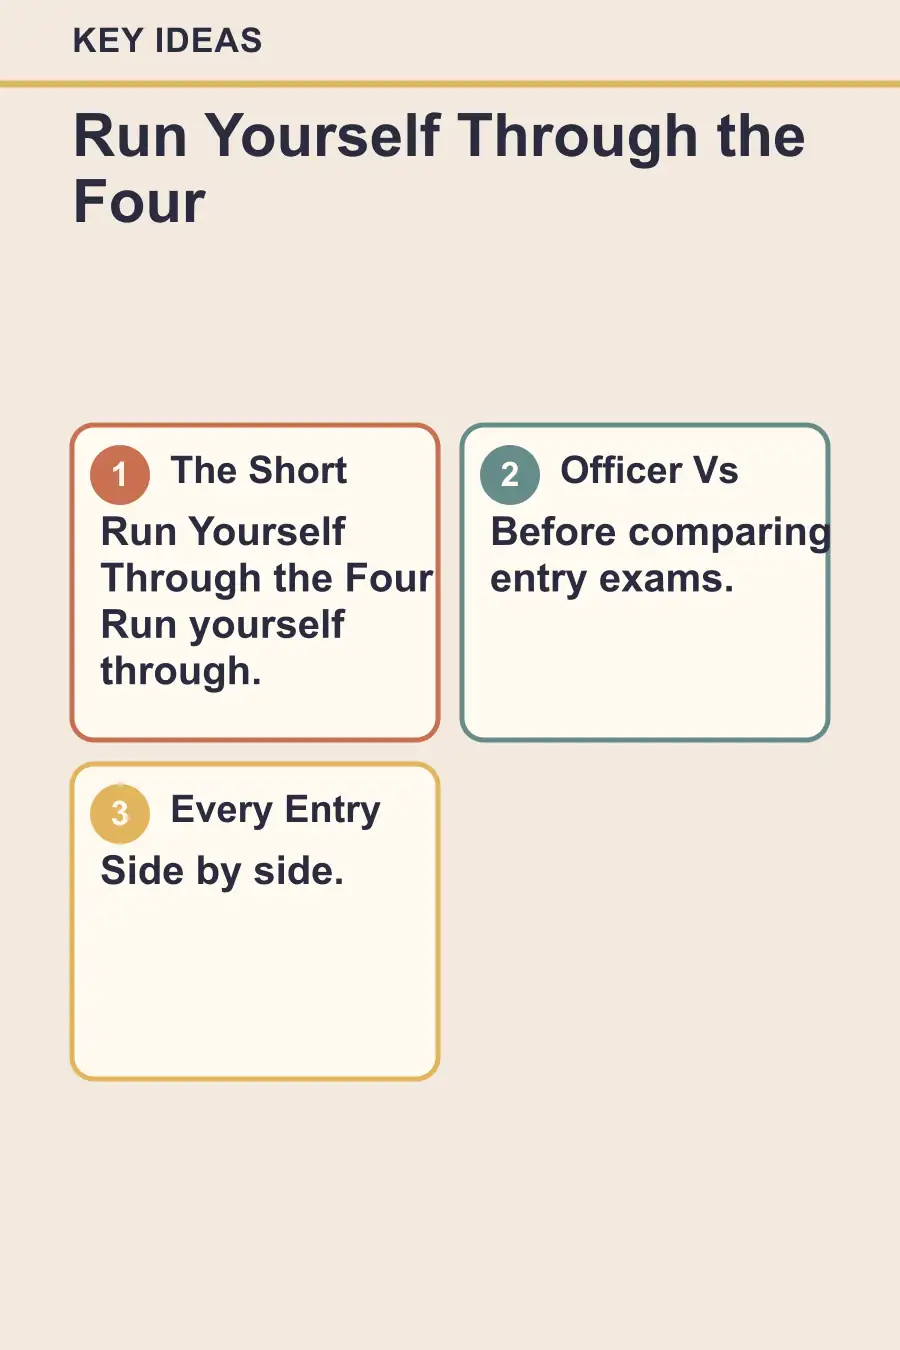 KEY IDEAS
Run Yourself Through the
Four
1
The Short
Run Yourself
Through the Four
Run yourself
through.
2
Officer Vs
Before comparing
entry exams.
3
Every Entry
Side by side.